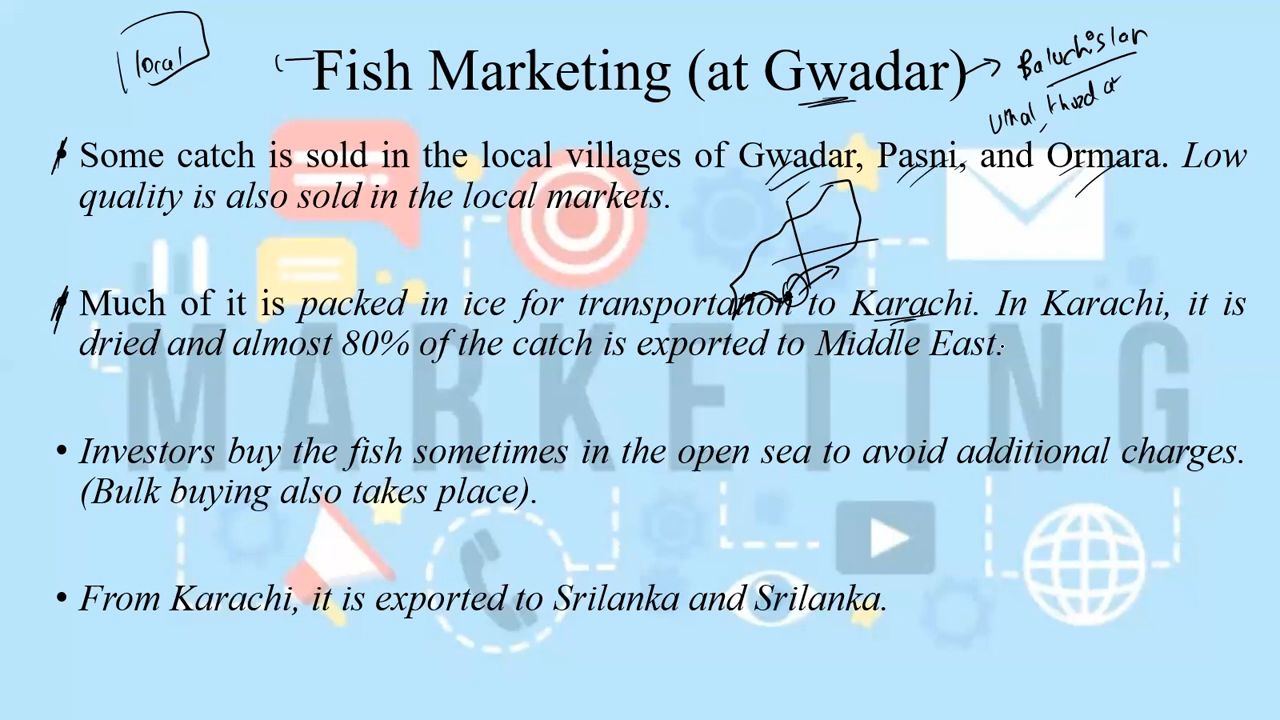 local
Fish Marketing (at Gwadar)
Baluchistan
• Some catch is sold in the local villages of Gwadar, Pasni, and Ormara. Low
quality is also sold in the local markets.
• Much of it is packed in ice for transportation to Karachi. In Karachi, it is
dried and almost 80% of the catch is exported to Middle East.
• Investors buy the fish sometimes in the open sea to avoid additional charges.
(Bulk buying also takes place).
• From Karachi, it is exported to Srilanka and Srilanka.
MARKETING